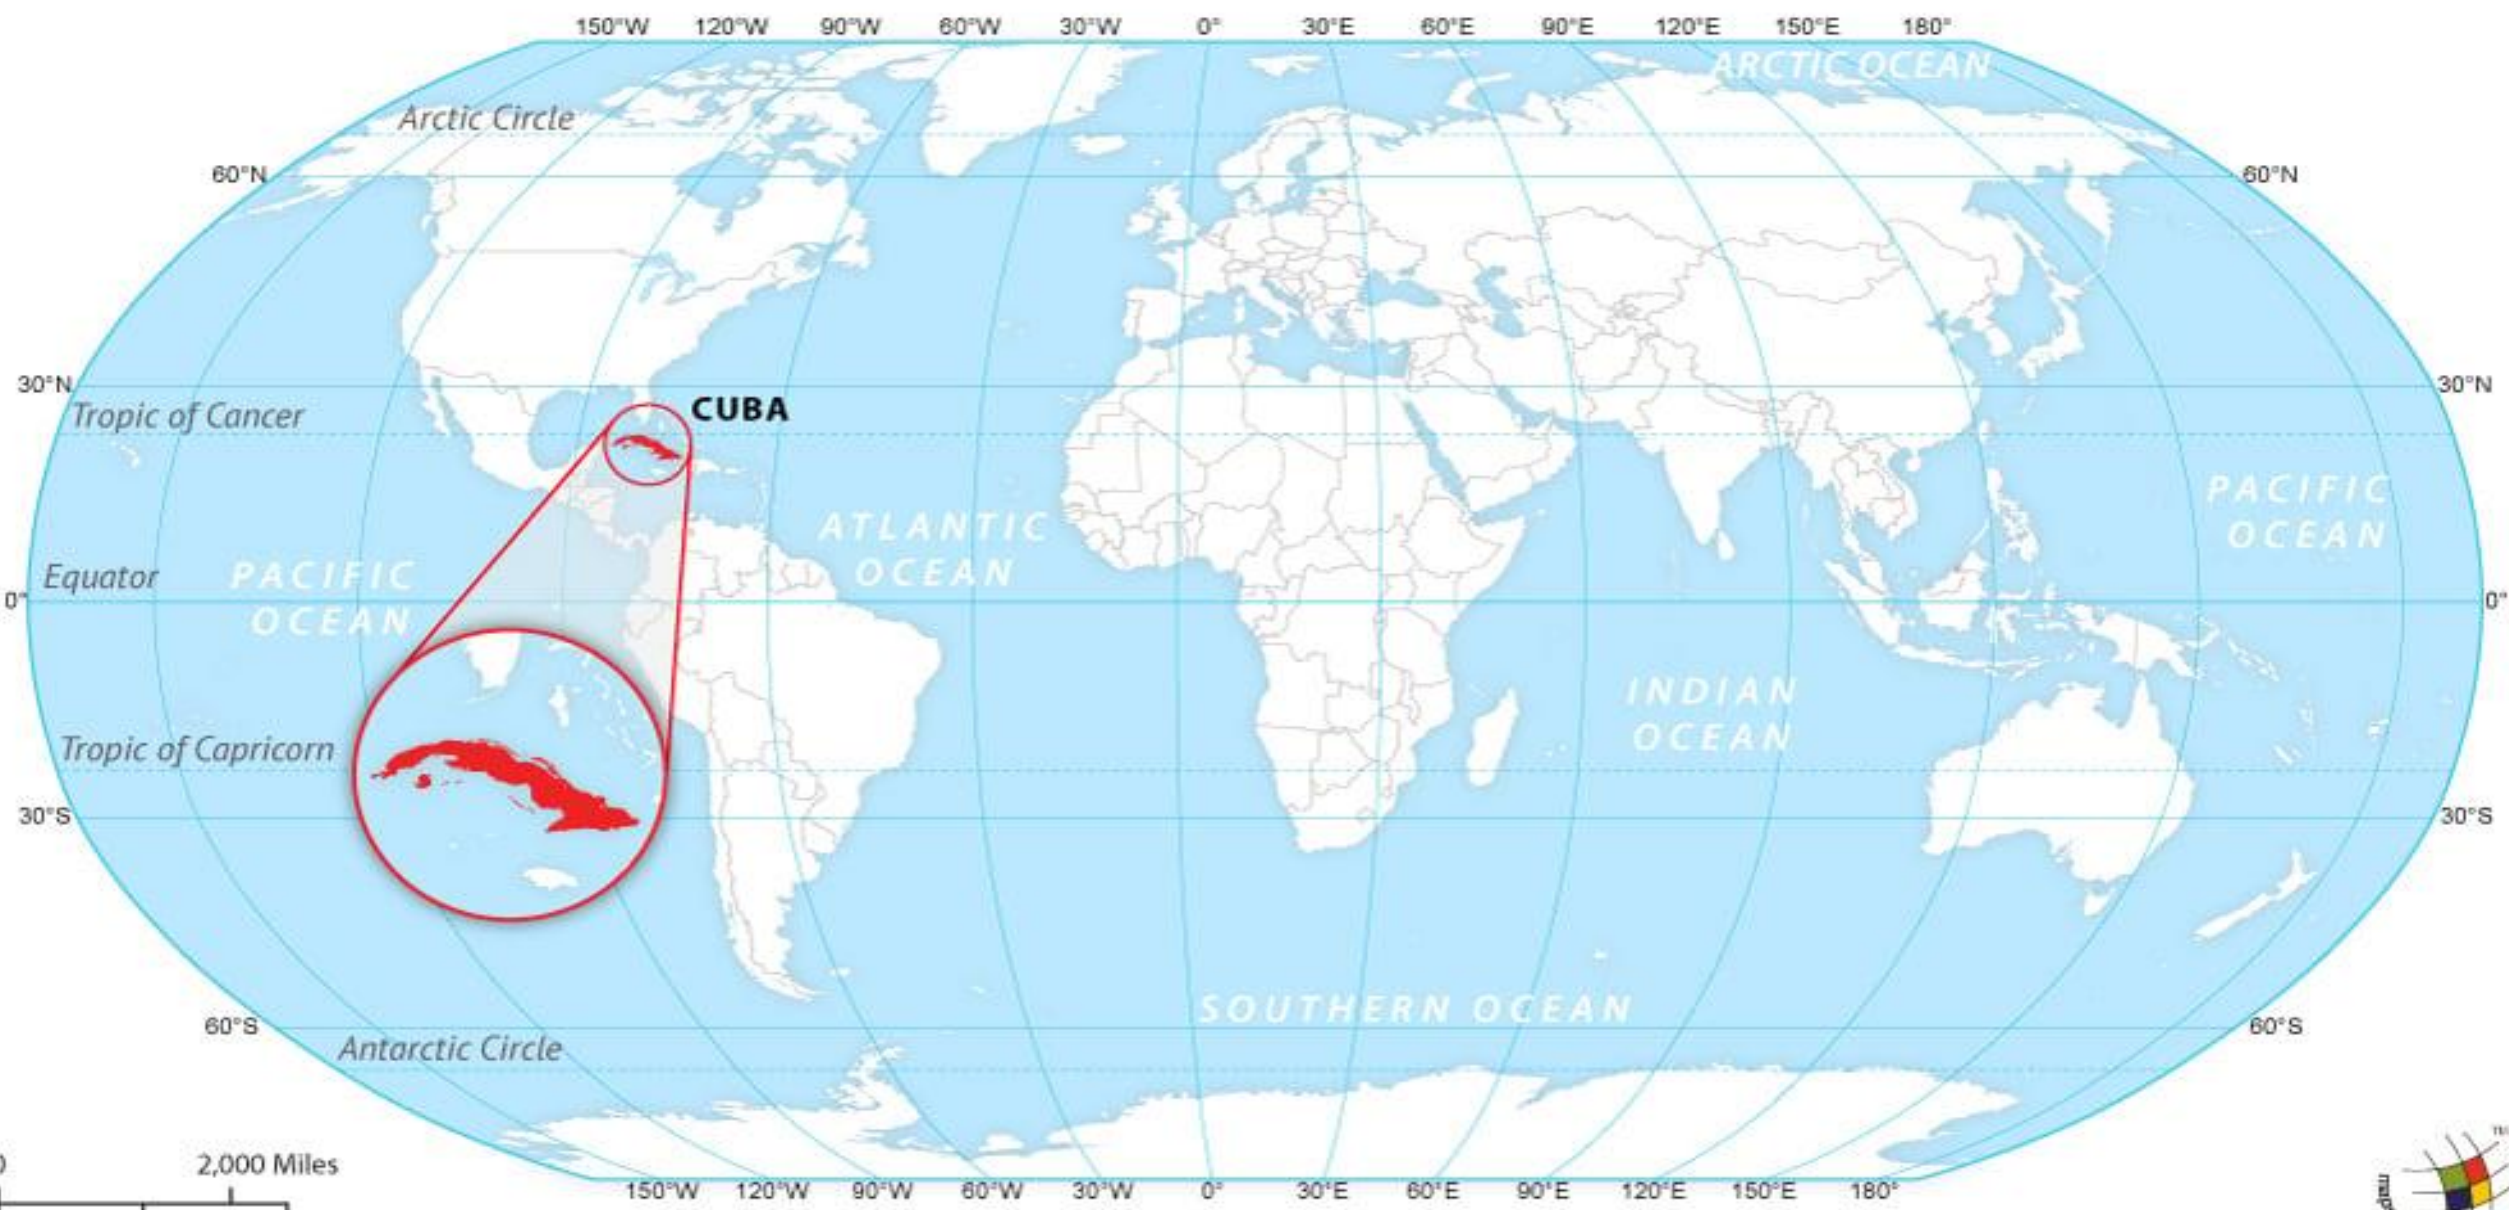 150°W 120°W 90°W 60°W 30°W 0° 30°E 60°E 90°E 120°E 150°E 180°
ARCTIC OCEAN
Arctic Circle
60°N 60°N
30°N 30°N
Tropic of Cancer
CUBA
PACIFIC
OCEAN
ATLANTIC
OCEAN
Equator
PACIFIC
OCEAN
0° 0°
INDIAN
OCEAN
Tropic of Capricorn
30°S 30°S
SOUTHERN OCEAN
60°S 60°S
Antarctic Circle
2,000 Miles
150°W 120°W 90°W 60°W 30°W 0° 30°E 60°E 90°E 120°E 150°E 180°